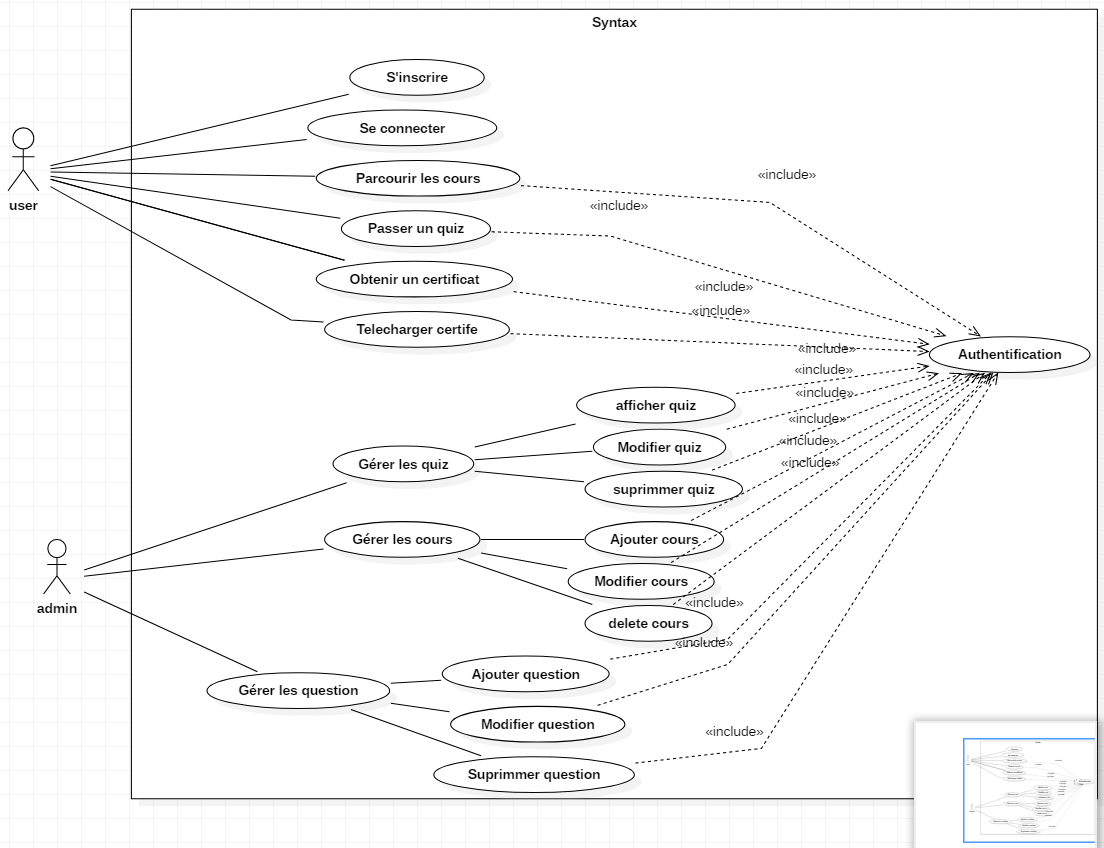 Syntax
S'inscrire
Se connecter
user
Parcourir les cours
«include»
«include»
Passer un quiz
Obtenir un certificat
«include»
«include»
Telecharger certife
«include»
Authentification
«include»
«include»
afficher quiz
«include»
Modifier quiz
«include»
Gérer les quiz
«include»
suprimmer quiz
Gérer les cours
Ajouter cours
Modifier cours
admin
«include»
delete cours
«include»
Ajouter question
Gérer les question
Modifier question
«include»
Suprimmer question